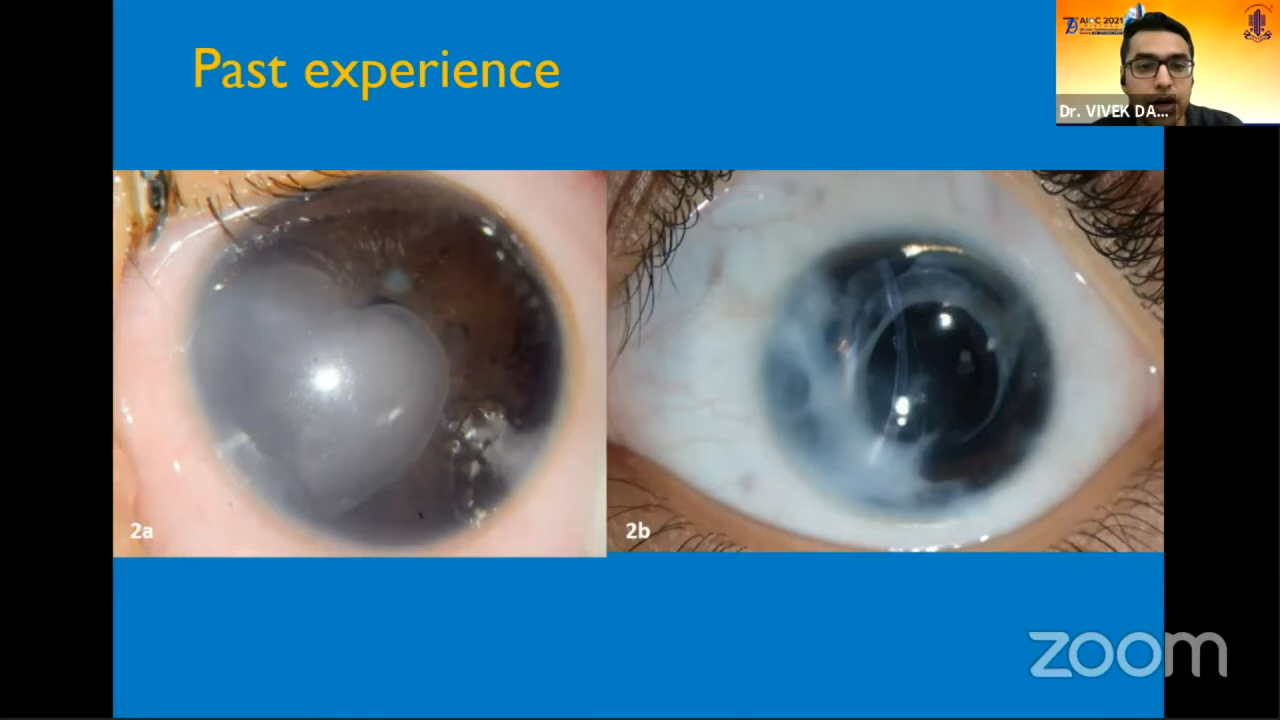 Past experience
AIOC 2021
Dr. VIVEK DA...
2a
2b
zoom